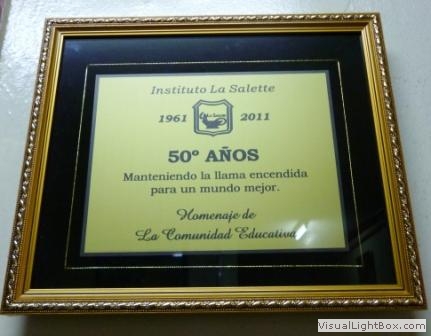 Instituto La Salette
1961 2011
50º AÑOS
Manteniendo la llama encendida
para un mundo mejor.
Homenaje de
La Comunidad Educativa
VisualLightBox.com